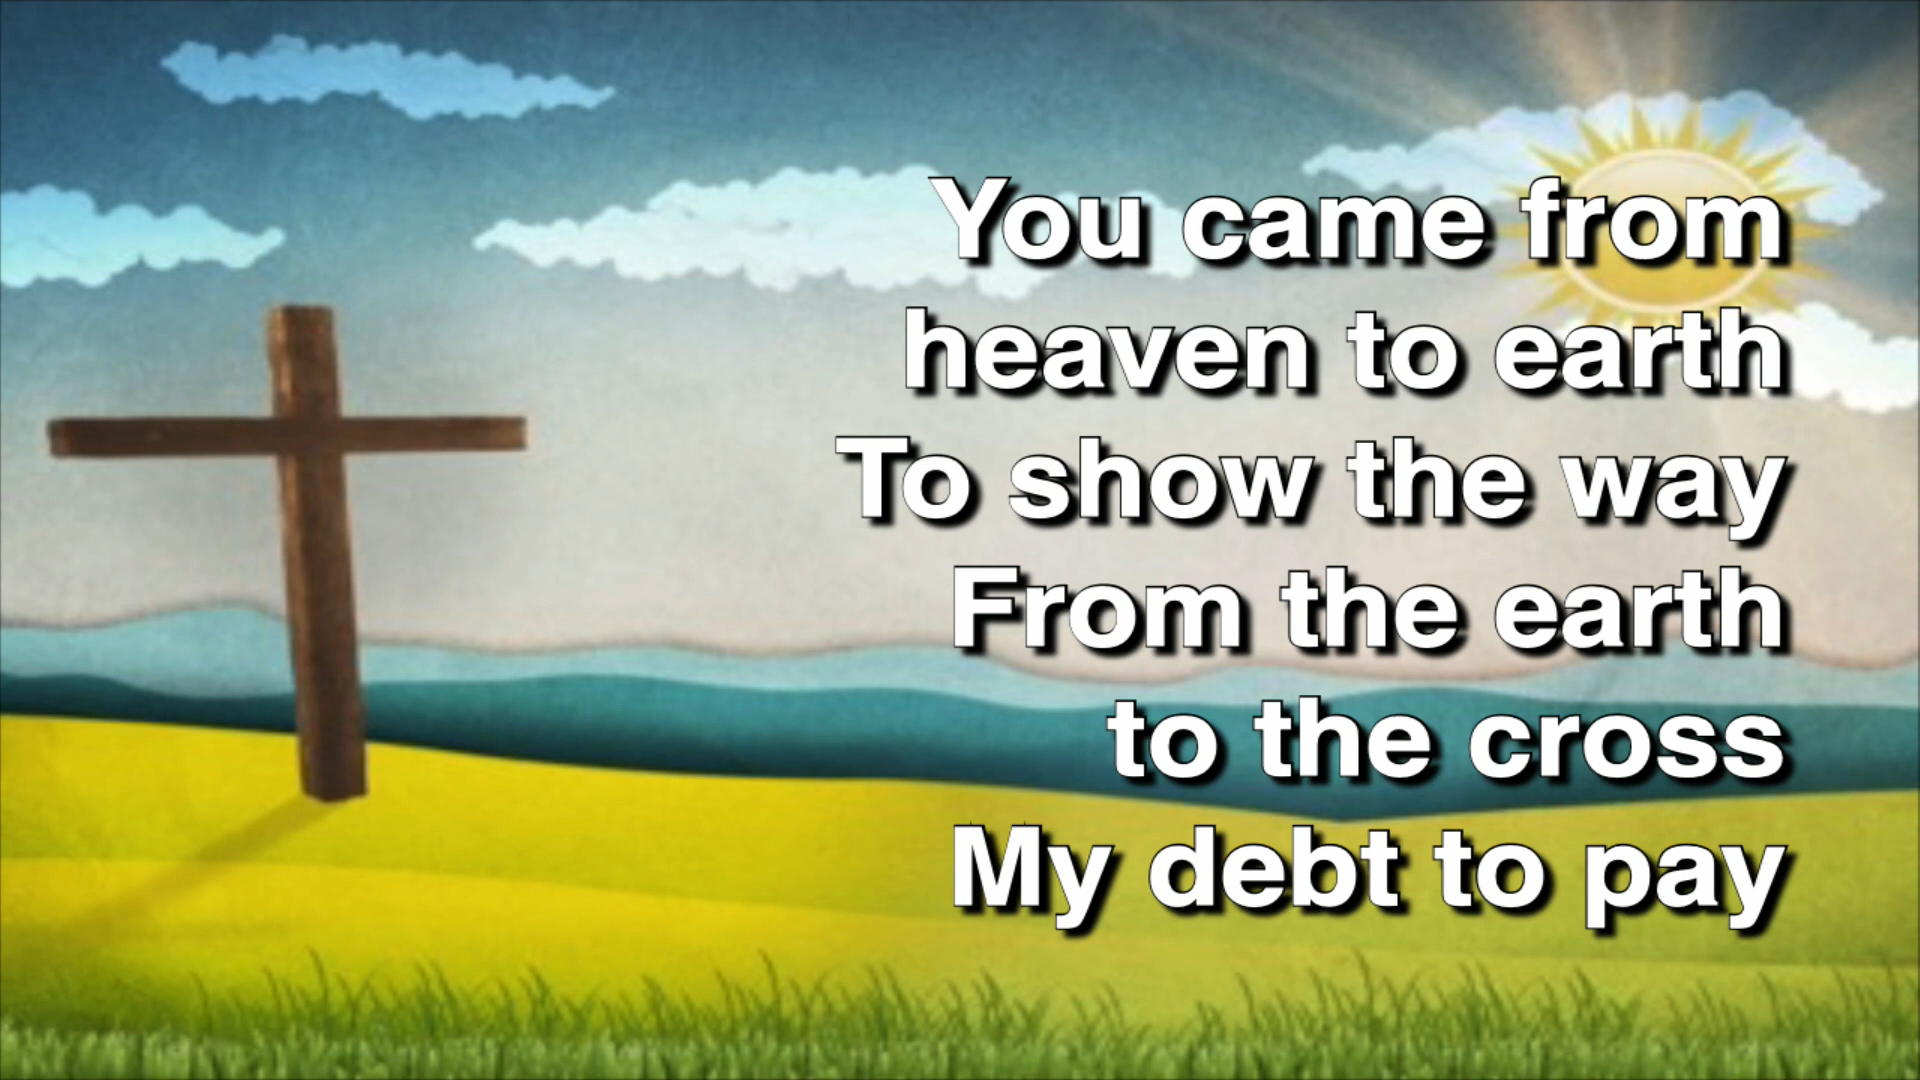 You came from
heaven to earth
To show the way
From the earth
to the cross
My debt to pay